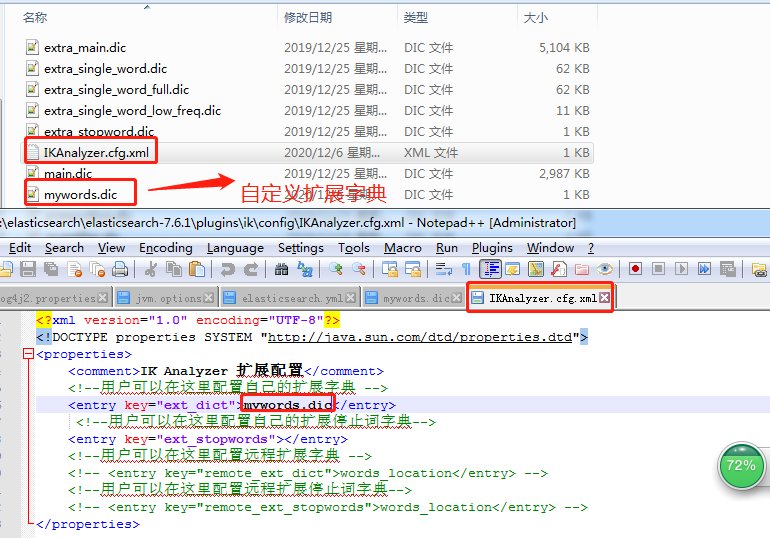 名称 修改日期 类型 大小
extra_main.dic 2019/12/25 星期... DIC 文件 5,104 KB
extra_single_word.dic 2019/12/25 星期... DIC 文件 62 KB
extra_single_word_full.dic 2019/12/25 星期... DIC 文件 62 KB
extra_single_word_low_freq.dic 2019/12/25 星期... DIC 文件 11 KB
extra_stopword.dic 2019/12/25 星期... DIC 文件 1 KB
IKAnalyzer.cfg.xml 2020/12/6 星期... XML 文件 1 KB
main.dic 2019/12/25 星期... DIC 文件 2,987 KB
mywords.dic DIC 文件 1 KB
自定义扩展字典
:\elasticsearch\elasticsearch-7.6.1\plugins\ik\config\IKAnalyzer.cfg.xml - Notepad++ [Administrator]
Edit Search View Encoding Language Settings Tools Macro Run Plugins Window ?
og4j2.properties jvm.options elasticsearch.yml mywords.dic IKAnalyzer.cfg.xml
<?xml version="1.0" encoding="UTF-8"?>
<!DOCTYPE properties SYSTEM "http://java.sun.com/dtd/properties.dtd">
<properties>
<comment>IK Analyzer 扩展配置</comment>
<!--用户可以在这里配置自己的扩展字典 -->
<entry key="ext_dict">mywords.dic</entry>
<!--用户可以在这里配置自己的扩展停止词字典-->
<entry key="ext_stopwords"></entry>
<!--用户可以在这里配置远程扩展字典 -->
<!-- <entry key="remote_ext_dict">words_location</entry> -->
<!--用户可以在这里配置远程扩展停止词字典-->
<!-- <entry key="remote_ext_stopwords">words_location</entry> -->
</properties>
72%